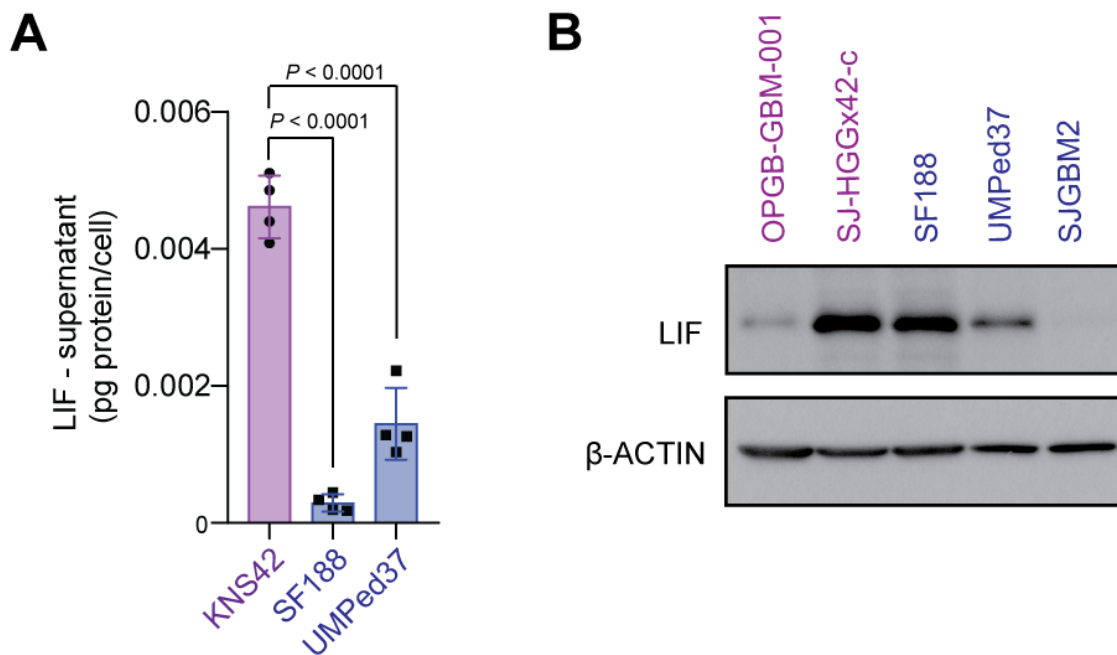 A
P < 0.0001
P < 0.0001
0.006
0.004
0.002
0
LIF - supernatant
(pg protein/cell)
KNS42
SF188
UMPed37
B
OPGB-GBM-001
SJ-HGGx42-c
SF188
UMPed37
SJGBM2
LIF
β-ACTIN